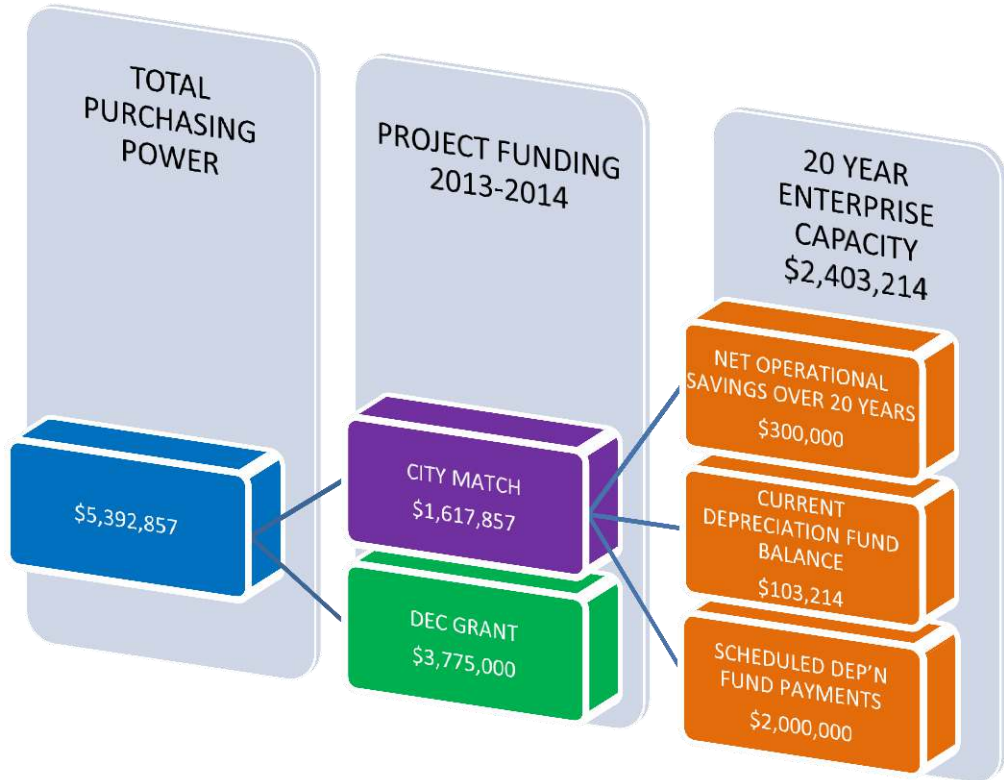 TOTAL
PURCHASING
POWER
$5,392,857
PROJECT FUNDING
2013-2014
CITY MATCH
$1,617,857
DEC GRANT
$3,775,000
20 YEAR
ENTERPRISE
CAPACITY
$2,403,214
NET OPERATIONAL
SAVINGS OVER 20 YEARS
$300,000
CURRENT
DEPRECIATION FUND
BALANCE
$103,214
SCHEDULED DEP'N
FUND PAYMENTS
$2,000,000